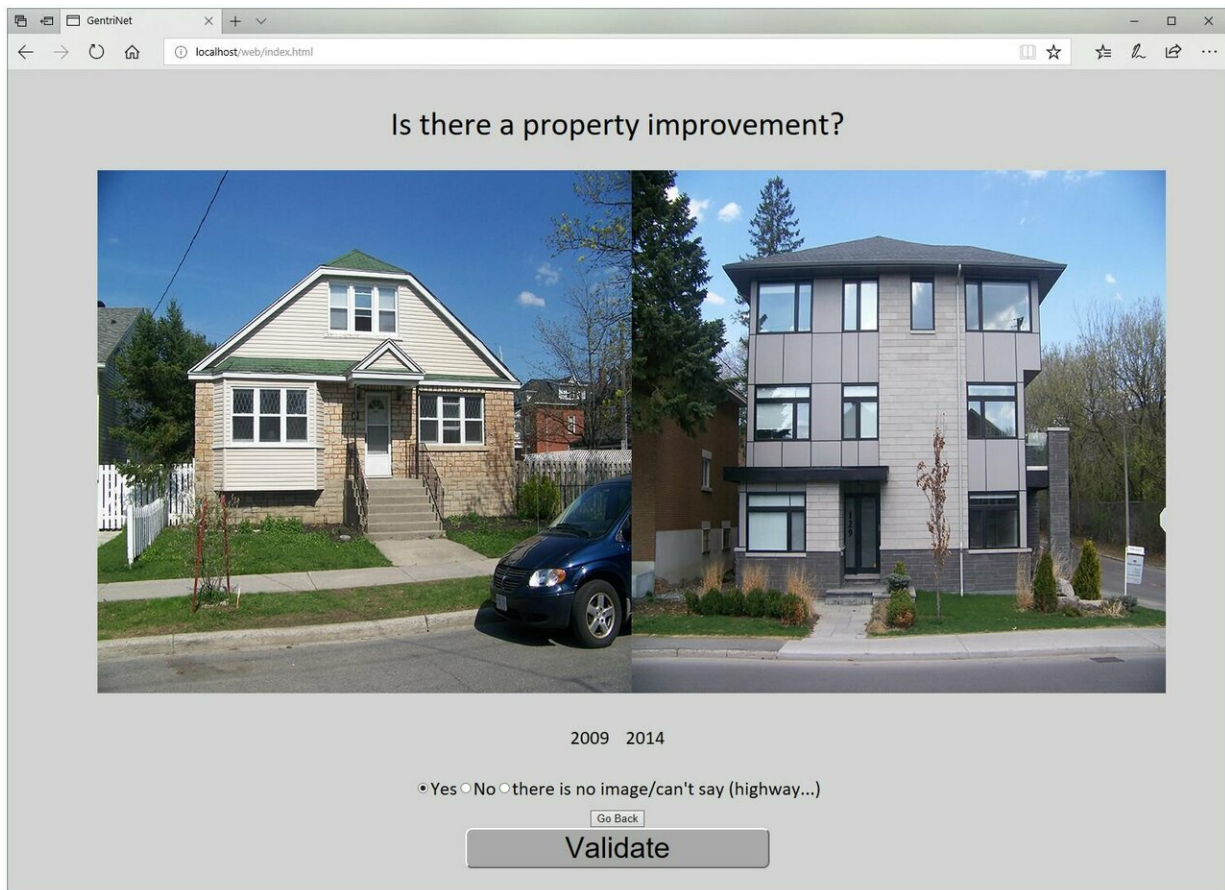 GentriNet
localhost/web/index.html
Is there a property improvement?
129
2009 2014
Yes No there is no image/can't say (highway...)
Go Back
Validate